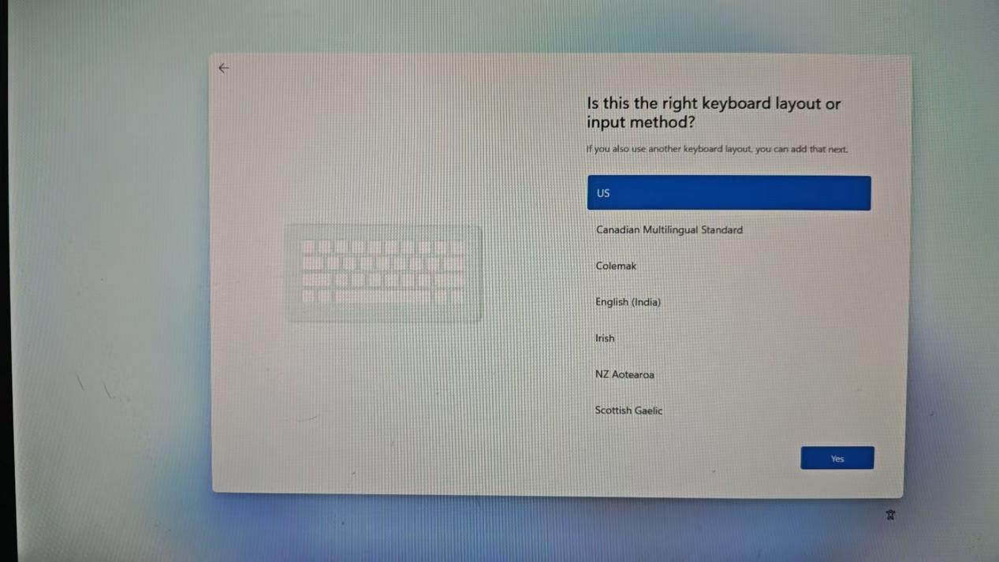 Is this the right keyboard layout or
input method?
If you also use another keyboard layout, you can add that next.
US
Canadian Multilingual Standard
Colemak
English (India)
Irish
NZ Aotearoa
Scottish Gaelic
Yes